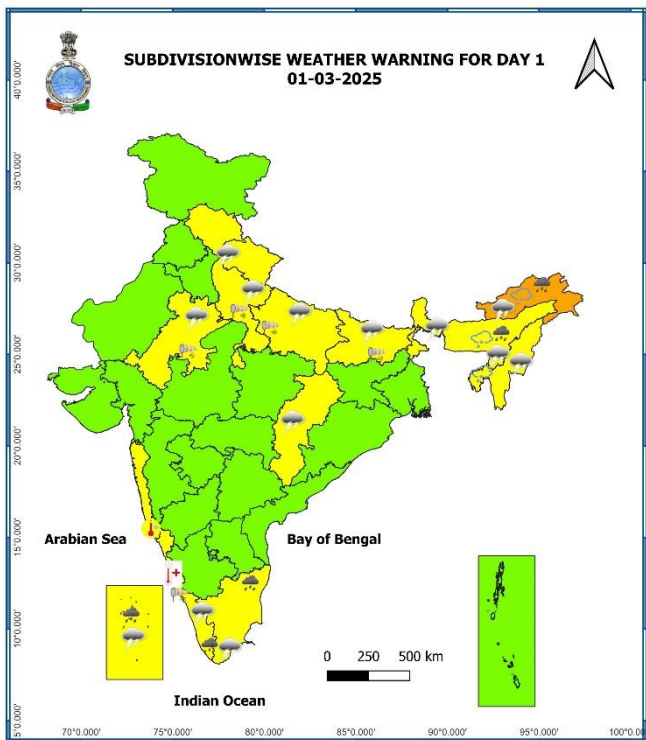 SUBDIVISIONWISE WEATHER WARNING FOR DAY 1
01-03-2025
40°0.000'
35°0.000'
30°0.000'
25°0.000'
20°0.000'
15°0.000'
10°0.000'
5°0.000'
Arabian Sea
Bay of Bengal
0 250 500 km
Indian Ocean
70°0.000' 75°0.000' 80°0.000' 85°0.000' 90°0.000' 95°0.000' 100°0.00